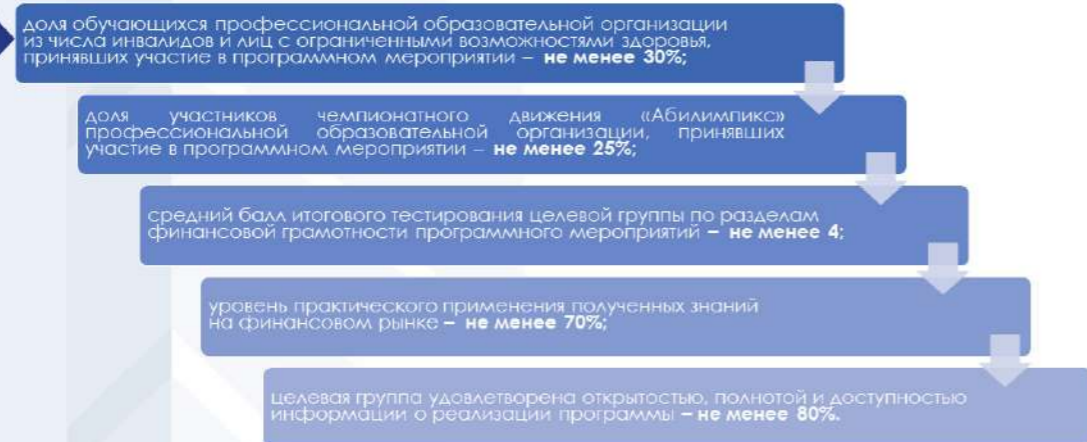 доля обучающихся профессиональной образовательной организации
из числа инвалидов и лиц с ограниченными возможностями здоровья,
принявших участие в программном мероприятии – не менее 30%;
доля участников чемпионатного движения «Абилимпикс»
профессиональной образовательной организации, принявших
участие в программном мероприятии – не менее 25%;
средний балл итогового тестирования целевой группы по разделам
финансовой грамотности программного мероприятий – не менее 4;
уровень практического применения полученных знаний
на финансовом рынке – не менее 70%;
целевая группа удовлетворена открытостью, полнотой и доступностью
информации о реализации программы – не менее 80%.